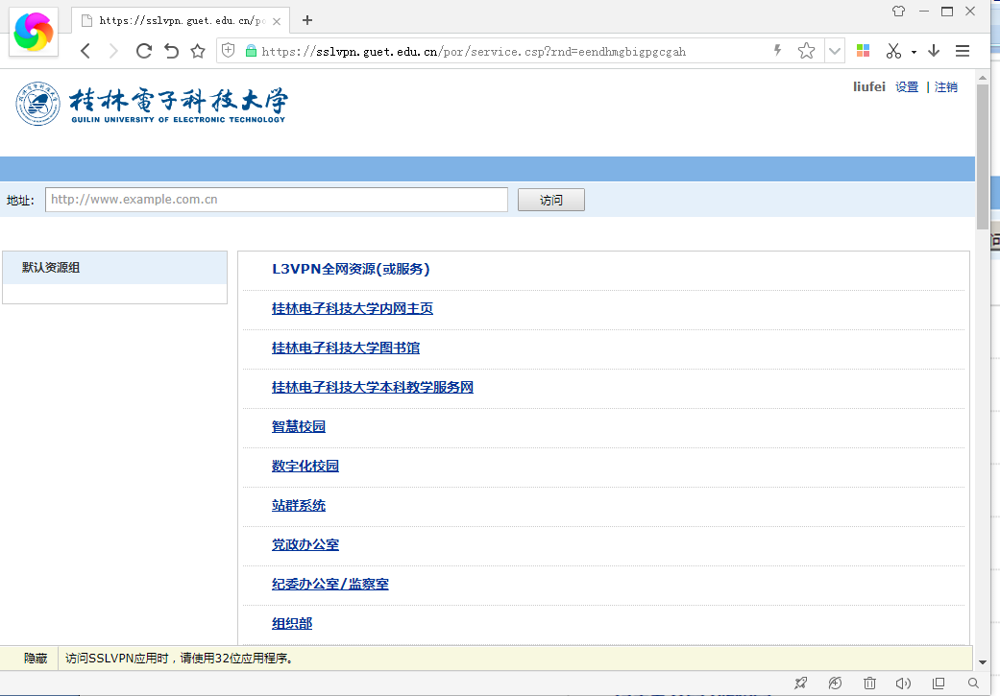 https://sslvpn.guet.edu.cn/po
https://sslvpn.guet.edu.cn/por/service.csp?rnd=eendhmgbigpgcgah
桂林電子科技大学
GUILIN UNIVERSITY OF ELECTRONIC TECHNOLOGY
liufei 设置 | 注销
地址: http://www.example.com.cn 访问
默认资源组
L3VPN全网资源(或服务)
桂林电子科技大学内网主页
桂林电子科技大学图书馆
桂林电子科技大学本科教学服务网
智慧校园
数字化校园
站群系统
党政办公室
纪委办公室/监察室
组织部
隐藏 访问SSLVPN应用时，请使用32位应用程序。